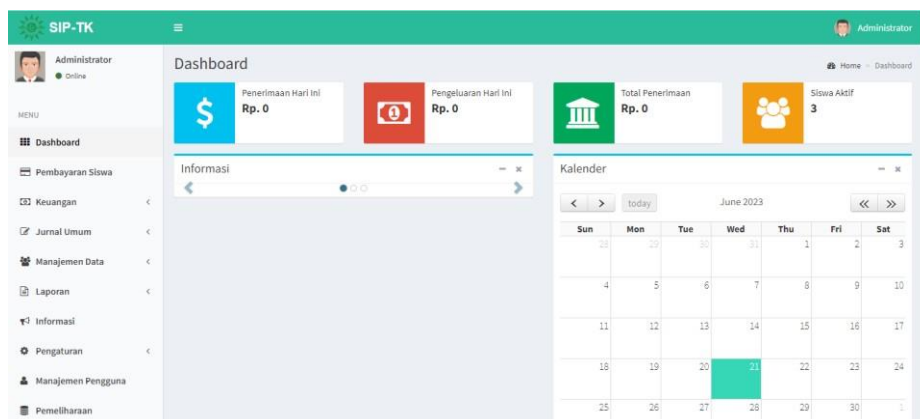 SIP-TK
Administrator
Administrator
Online
MENU
Dashboard
Pembayaran Siswa
Keuangan
Jurnal Umum
Manajemen Data
Laporan
Informasi
Pengaturan
Manajemen Pengguna
Pemeliharaan
Dashboard
Home > Dashboard
Penerimaan Hari Ini
Rp. 0
Pengeluaran Hari Ini
Rp. 0
Total Penerimaan
Rp. 0
Siswa Aktif
3
Informasi
Kalender
today
June 2023
Sun Mon Tue Wed Thu Fri Sat
28 29 30 31 1 2 3
4 5 6 7 8 9 10
11 12 13 14 15 16 17
18 19 20 21 22 23 24
25 26 27 28 29 30 1